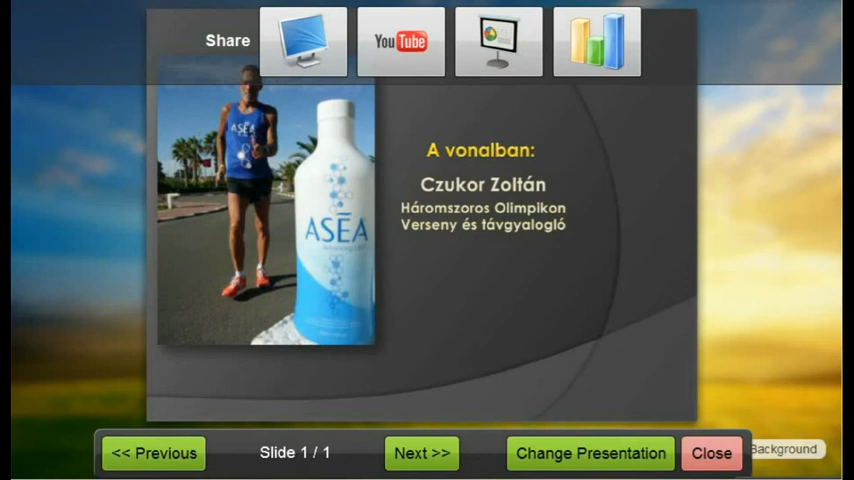 Share
YouTube
A vonalban:
Czukor Zoltán
Háromszoros Olimpikon
Verseny és távgyalogló
ASEA
ASEA
<< Previous
Slide 1 / 1
Next >>
Change Presentation
Close
Background